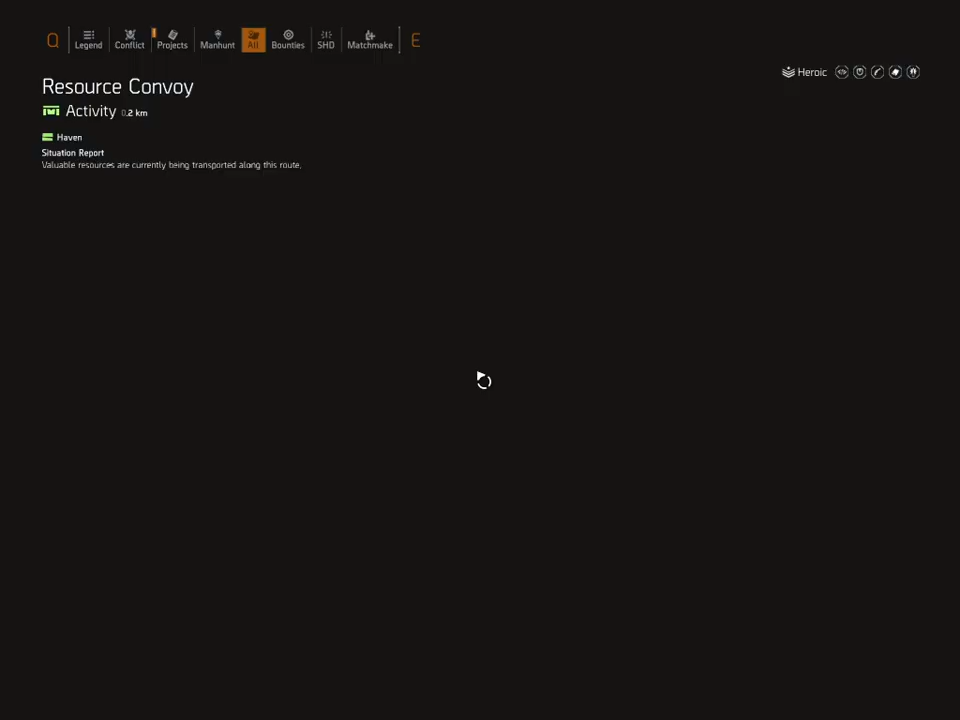 Q Legend Conflict Projects Manhunt All Bounties SHD Matchmake E
Heroic
Resource Convoy
Activity 0.2 km
Haven
Situation Report
Valuable resources are currently being transported along this route.